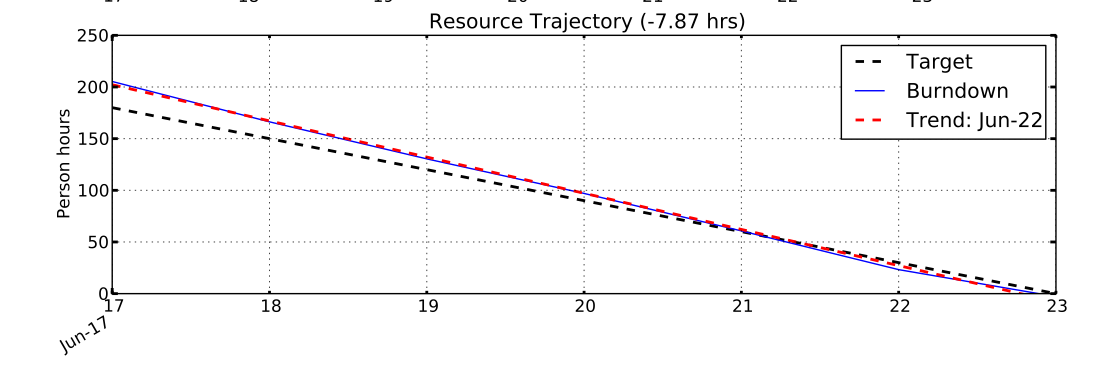 Resource Trajectory (-7.87 hrs)
250
200
150
100
50
0
Person hours
Target
Burndown
Trend: Jun-22
17 18 19 20 21 22 23
Jun-17